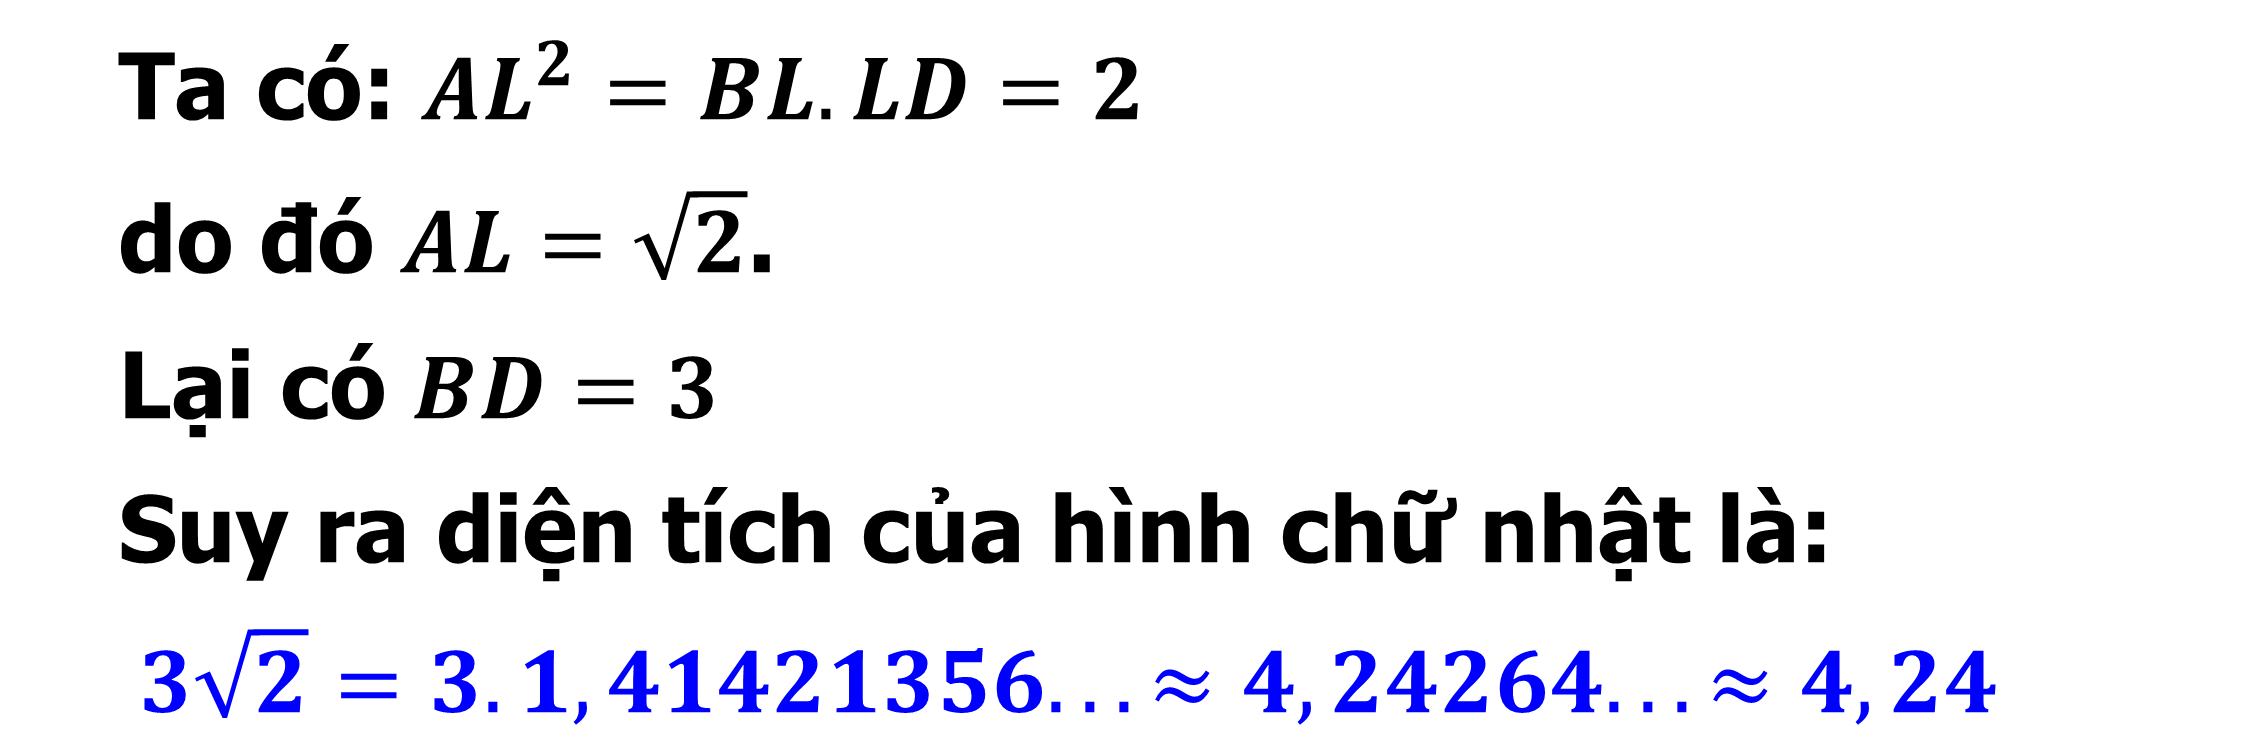 Ta có: AL² = BL. LD = 2
do đó AL = √2.
Lại có BD = 3
Suy ra diện tích của hình chữ nhật là:
3√2 = 3. 1, 41421356... ≈ 4, 24264... ≈ 4, 24